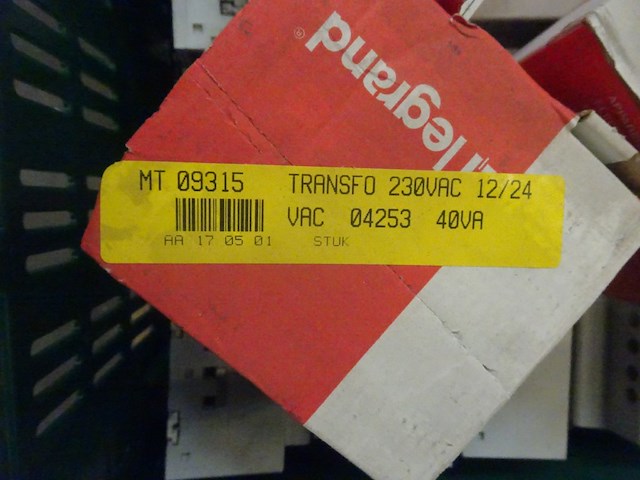 legrand®
MT 09315 TRANSFO 230VAC 12/24
VAC 04253 40VA
AA 17 05 01 STUK